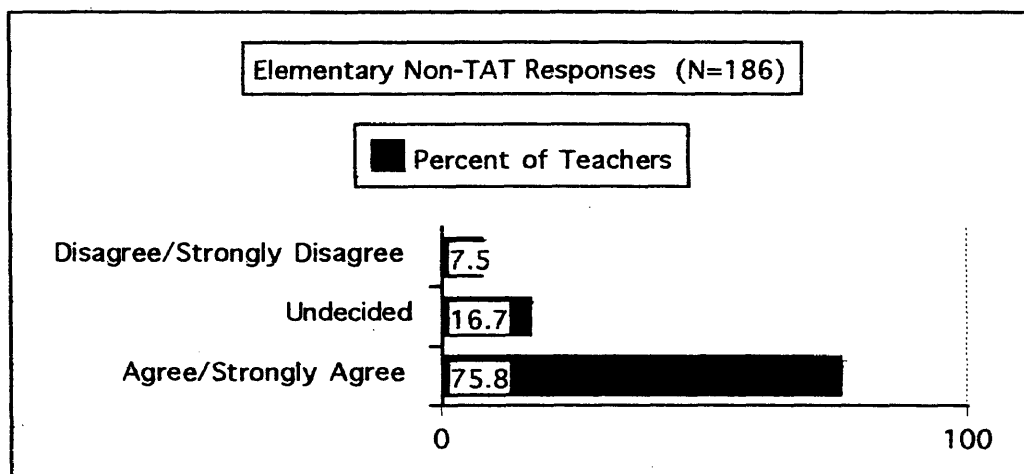 Elementary Non-TAT Responses (N=186)
Percent of Teachers
Disagree/Strongly Disagree 7.5
Undecided 16.7
Agree/Strongly Agree 75.8
0 100